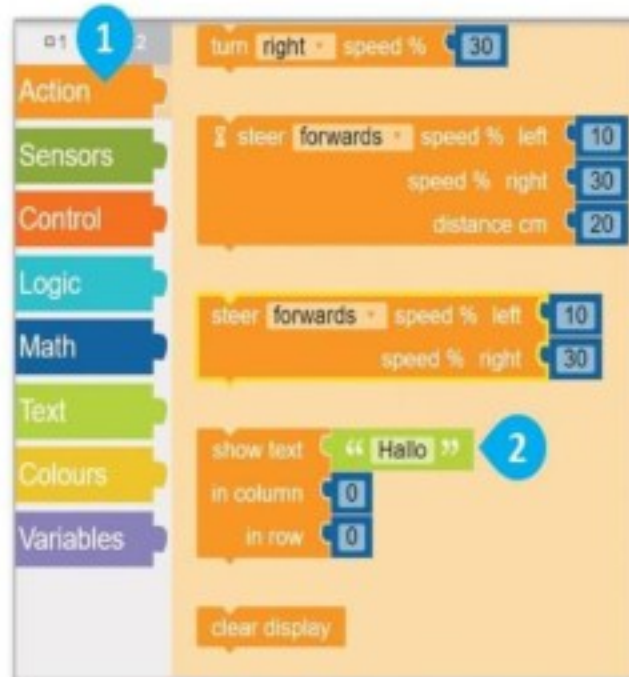 1
1 2
Action
Sensors
Control
Logic
Math
Text
Colours
Variables
turn right speed % 30
steer forwards speed % left 10
speed % right 30
distance cm 20
steer forwards speed % left 10
speed % right 30
show text “ Hallo ” 2
in column 0
in row 0
clear display